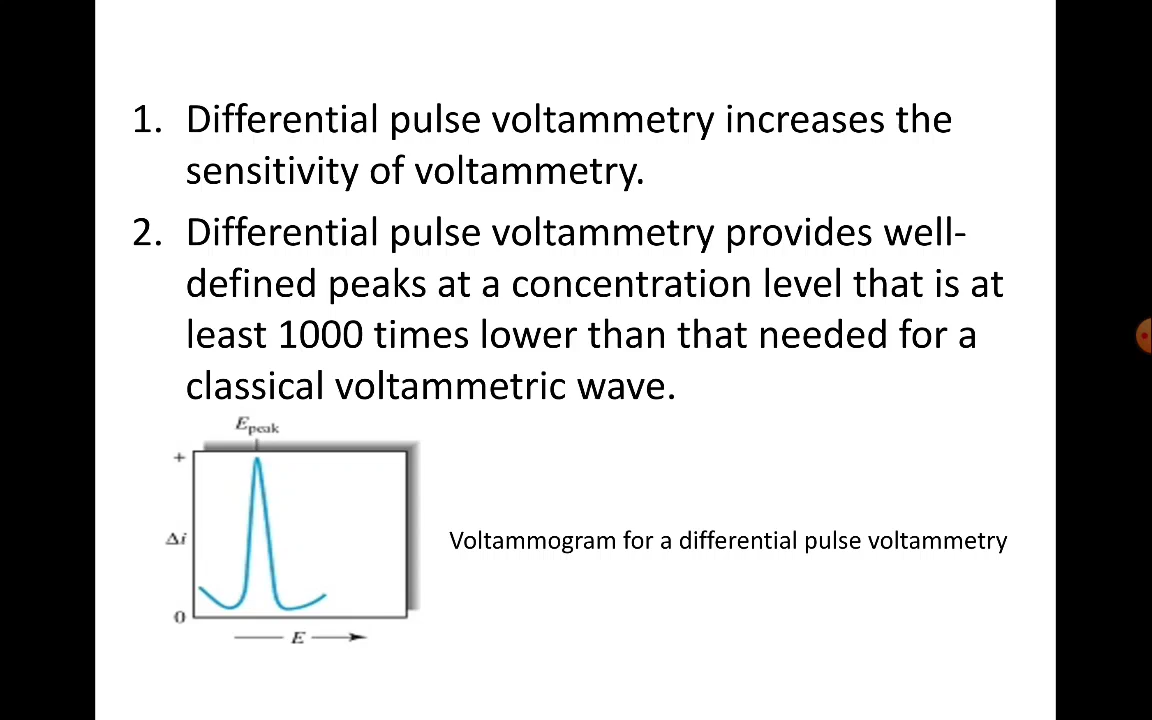 1. Differential pulse voltammetry increases the
sensitivity of voltammetry.
2. Differential pulse voltammetry provides well-
defined peaks at a concentration level that is at
least 1000 times lower than that needed for a
classical voltammetric wave.
Epeak
+
Δi
0
E
Voltammogram for a differential pulse voltammetry